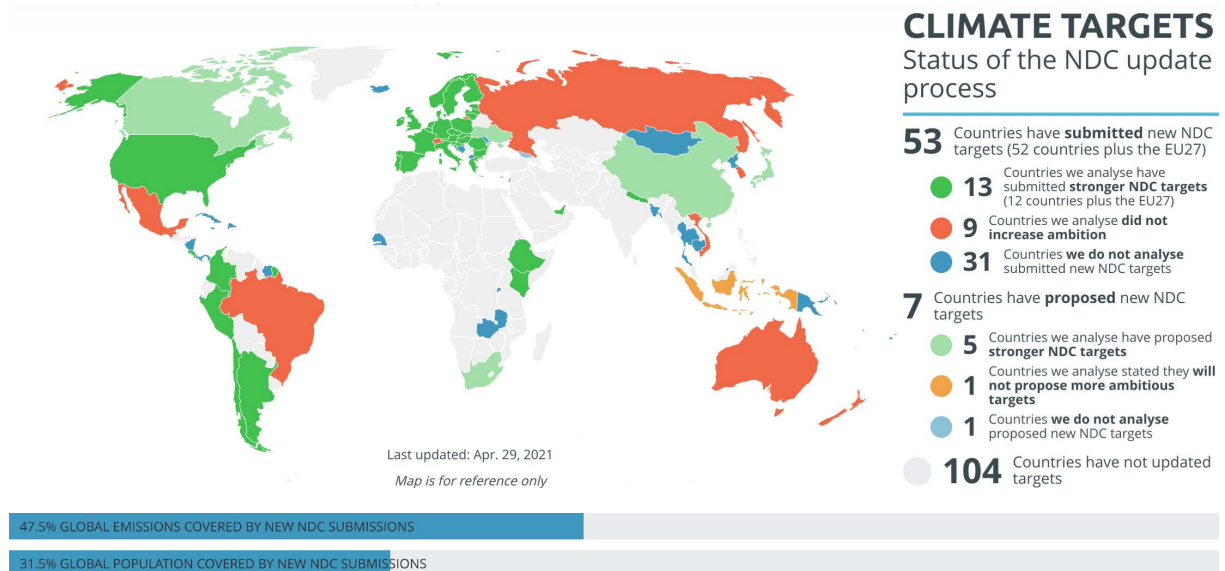 CLIMATE TARGETS
Status of the NDC update
process
53
Countries have submitted new NDC
targets (52 countries plus the EU27)
13
Countries we analyse have
submitted stronger NDC targets
(12 countries plus the EU27)
9
Countries we analyse did not
increase ambition
31
Countries we do not analyse
submitted new NDC targets
7
Countries have proposed new NDC
targets
5
Countries we analyse have proposed
stronger NDC targets
1
Countries we analyse stated they will
not propose more ambitious
targets
1
Countries we do not analyse
proposed new NDC targets
104
Countries have not updated
targets
Last updated: Apr. 29, 2021
Map is for reference only
47.5% GLOBAL EMISSIONS COVERED BY NEW NDC SUBMISSIONS
31.5% GLOBAL POPULATION COVERED BY NEW NDC SUBMISSIONS